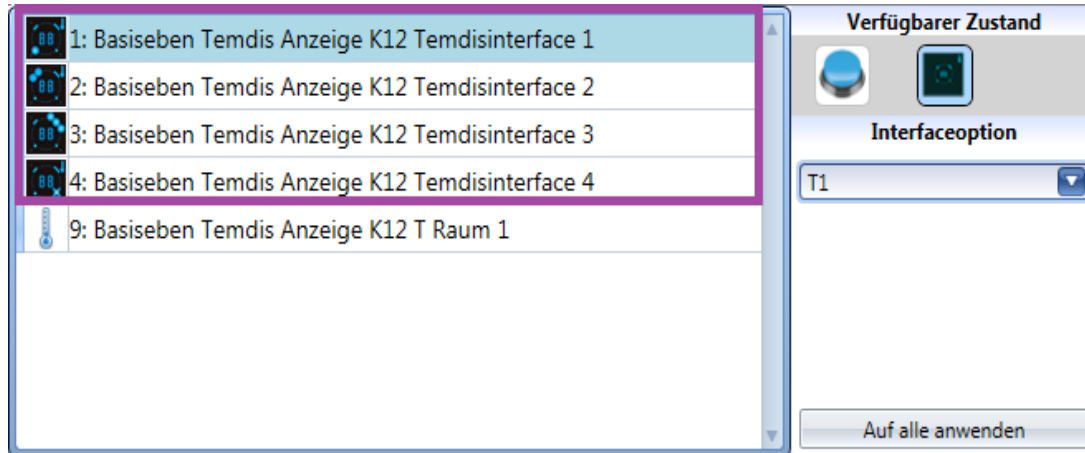 1: Basiseben Temdis Anzeige K12 Temdisinterface 1
2: Basiseben Temdis Anzeige K12 Temdisinterface 2
3: Basiseben Temdis Anzeige K12 Temdisinterface 3
4: Basiseben Temdis Anzeige K12 Temdisinterface 4
9: Basiseben Temdis Anzeige K12 T Raum 1
Verfügbarer Zustand
Interfaceoption
T1
Auf alle anwenden